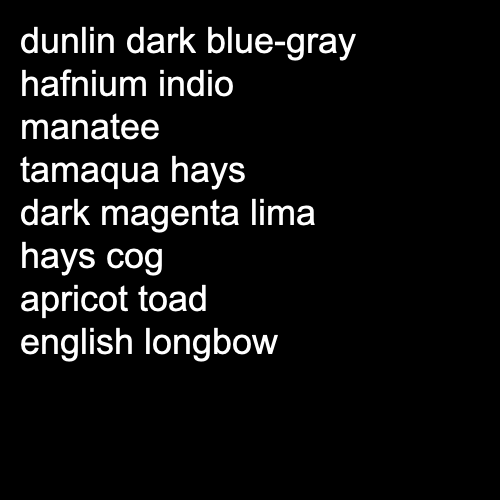 dunlin dark blue-gray
hafnium indio
manatee
tamaqua hays
dark magenta lima
hays cog
apricot toad
english longbow